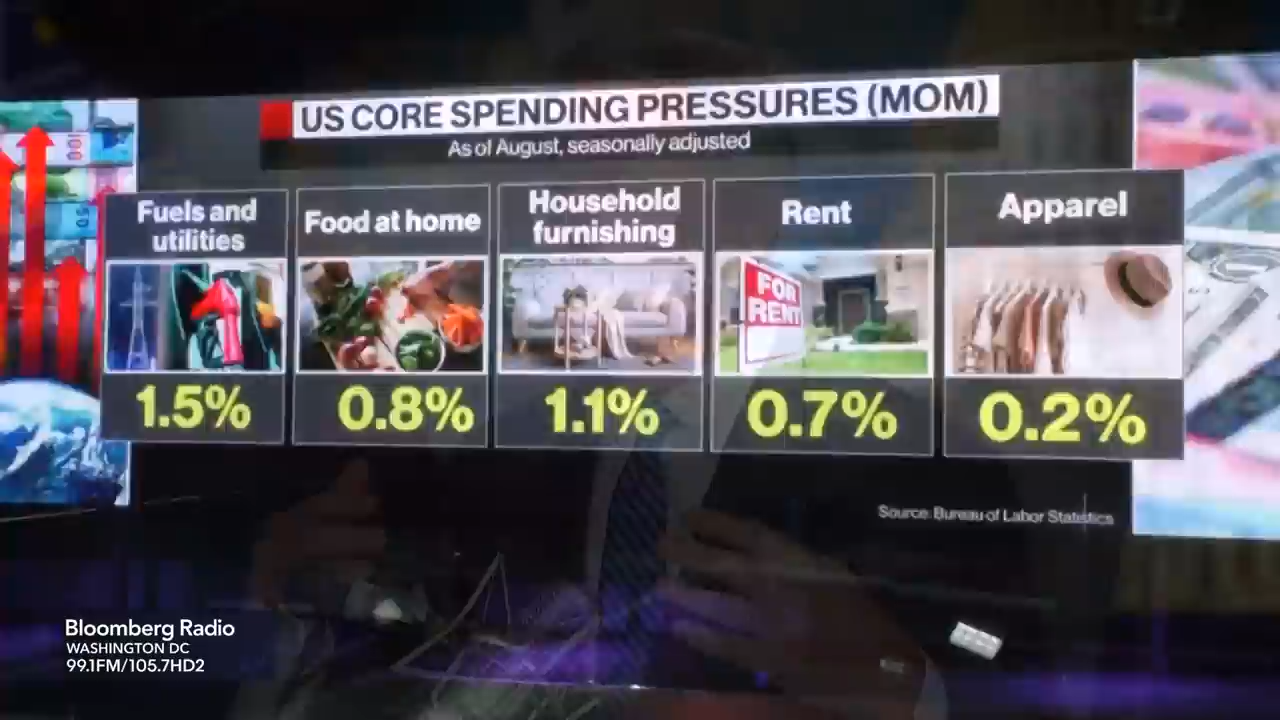 US CORE SPENDING PRESSURES (MOM)
As of August, seasonally adjusted
Fuels and
utilities
1.5%
Food at home
0.8%
Household
furnishing
1.1%
Rent
FOR
RENT
0.7%
Apparel
0.2%
Source: Bureau of Labor Statistics
100
Bloomberg Radio
WASHINGTON DC
99.1FM/105.7HD2